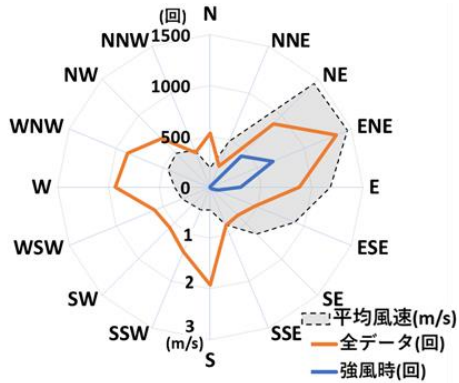 (回)
N
1500
NNW
NNE
NW
NE
1000
WNW
ENE
500
W
0
E
1
WSW
ESE
2
SW
SE
3
(m/s)
SSW
SSE
S
平均風速(m/s)
全データ(回)
強風時(回)